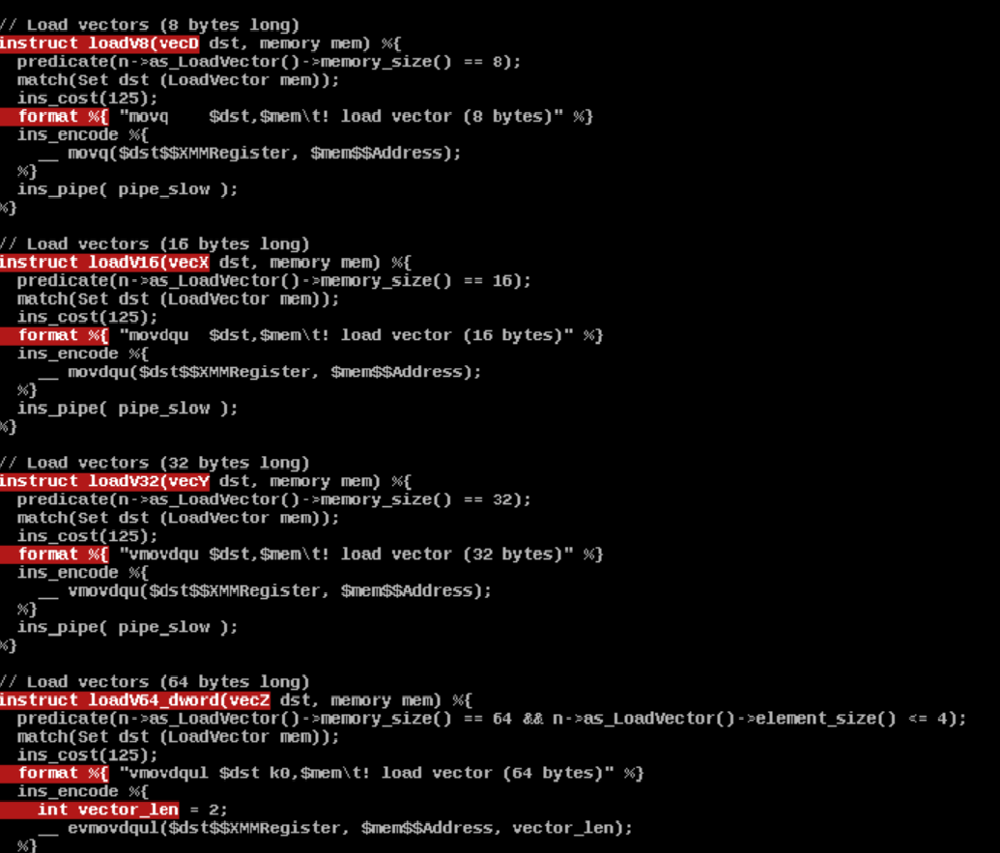 // Load vectors (8 bytes long)
instruct loadV8(vecD dst, memory mem) %{
  predicate(n->as_LoadVector()->memory_size() == 8);
  match(Set dst (LoadVector mem));
  ins_cost(125);
  format %{ "movq    $dst,$mem\t! load vector (8 bytes)" %}
  ins_encode %{
    __ movq($dst$$XMMRegister, $mem$$Address);
  %}
  ins_pipe( pipe_slow );
%}

// Load vectors (16 bytes long)
instruct loadV16(vecX dst, memory mem) %{
  predicate(n->as_LoadVector()->memory_size() == 16);
  match(Set dst (LoadVector mem));
  ins_cost(125);
  format %{ "movdqu  $dst,$mem\t! load vector (16 bytes)" %}
  ins_encode %{
    __ movdqu($dst$$XMMRegister, $mem$$Address);
  %}
  ins_pipe( pipe_slow );
%}

// Load vectors (32 bytes long)
instruct loadV32(vecY dst, memory mem) %{
  predicate(n->as_LoadVector()->memory_size() == 32);
  match(Set dst (LoadVector mem));
  ins_cost(125);
  format %{ "vmovdqu $dst,$mem\t! load vector (32 bytes)" %}
  ins_encode %{
    __ vmovdqu($dst$$XMMRegister, $mem$$Address);
  %}
  ins_pipe( pipe_slow );
%}

// Load vectors (64 bytes long)
instruct loadV64_dword(vecZ dst, memory mem) %{
  predicate(n->as_LoadVector()->memory_size() == 64 && n->as_LoadVector()->element_size() <= 4);
  match(Set dst (LoadVector mem));
  ins_cost(125);
  format %{ "vmovdqul $dst k0,$mem\t! load vector (64 bytes)" %}
  ins_encode %{
    int vector_len = 2;
    __ evmovdqul($dst$$XMMRegister, $mem$$Address, vector_len);
  %}